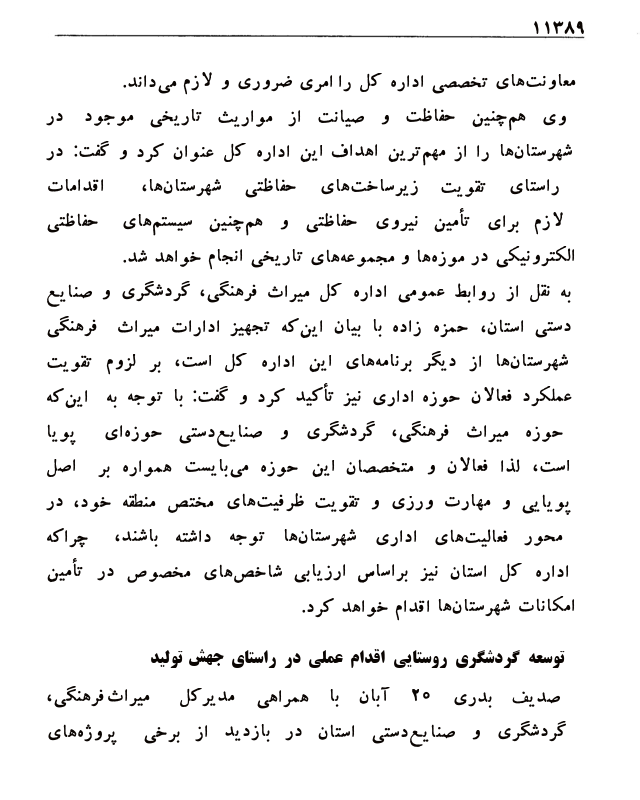 ۱۱۳۸۹
معاونت‌های تخصصی اداره کل را امری ضروری و لازم می‌داند.
وی هم‌چنین حفاظت و صیانت از مواریث تاریخی موجود در
شهرستان‌ها را از مهم‌ترین اهداف این اداره کل عنوان کرد و گفت: در
راستای تقویت زیرساخت‌های حفاظتی شهرستان‌ها، اقدامات
لازم برای تأمین نیروی حفاظتی و هم‌چنین سیستم‌های حفاظتی
الکترونیکی در موزه‌ها و مجموعه‌های تاریخی انجام خواهد شد.
به نقل از روابط عمومی اداره کل میراث فرهنگی، گردشگری و صنایع
دستی استان، حمزه زاده با بیان این‌که تجهیز ادارات میراث فرهنگی
شهرستان‌ها از دیگر برنامه‌های این اداره کل است، بر لزوم تقویت
عملکرد فعالان حوزه اداری نیز تأکید کرد و گفت: با توجه به این‌که
حوزه میراث فرهنگی، گردشگری و صنایع‌دستی حوزه‌ای پویا
است، لذا فعالان و متخصصان این حوزه می‌بایست همواره بر اصل
پویایی و مهارت ورزی و تقویت ظرفیت‌های مختص منطقه خود، در
محور فعالیت‌های اداری شهرستان‌ها توجه داشته باشند، چراکه
اداره کل استان نیز براساس ارزیابی شاخص‌های مخصوص در تأمین
امکانات شهرستان‌ها اقدام خواهد کرد.
توسعه گردشگری روستایی اقدام عملی در راستای جهش تولید
صدیف بدری ۲۵ آبان با همراهی مدیرکل میراث‌فرهنگی،
گردشگری و صنایع‌دستی استان در بازدید از برخی پروژه‌های